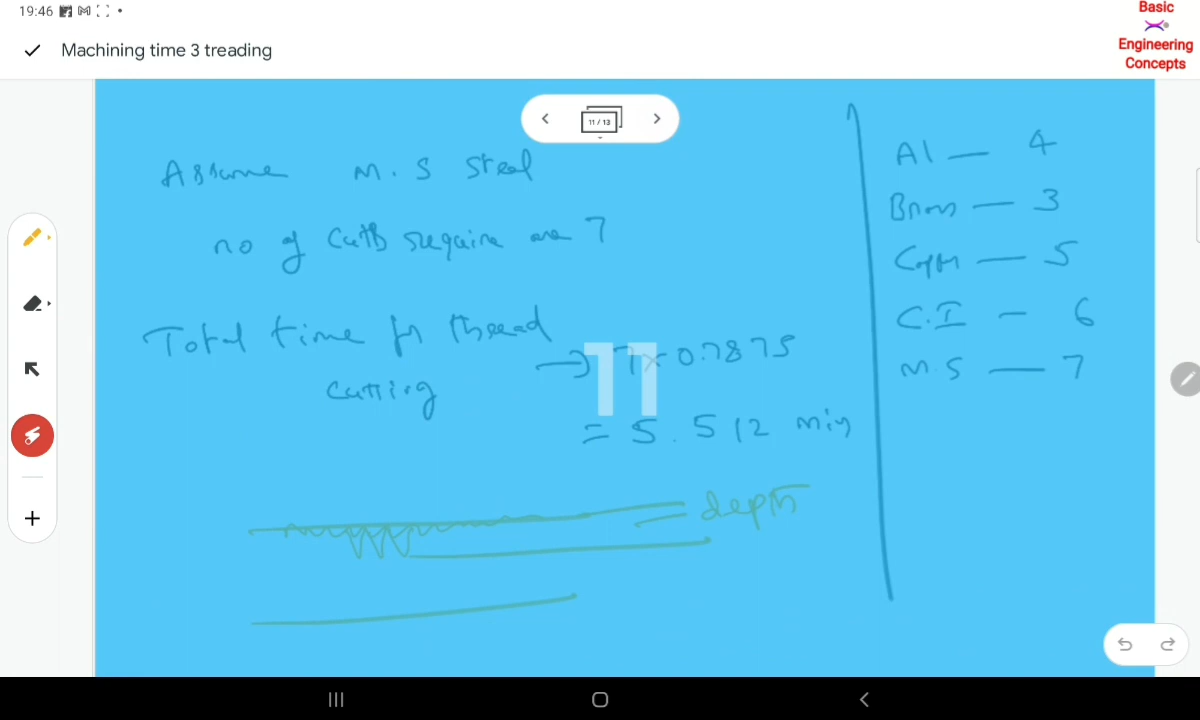 19:46
Basic
Engineering
Concepts
Machining time 3 treading
11 / 13
Assume M.S Steel
no of Cutts require are 7
Total time for thread
cutting
→ 7 x 0.7875
= 5.512 min
= depth
11
Al — 4
Brass — 3
Copper — 5
C.I — 6
M.S — 7